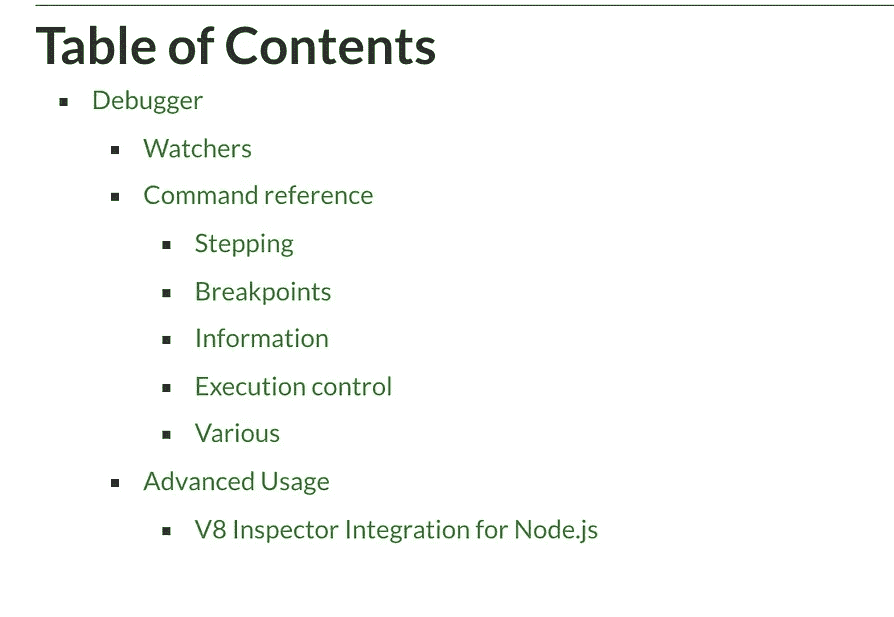 Table of Contents
Debugger
Watchers
Command reference
Stepping
Breakpoints
Information
Execution control
Various
Advanced Usage
V8 Inspector Integration for Node.js